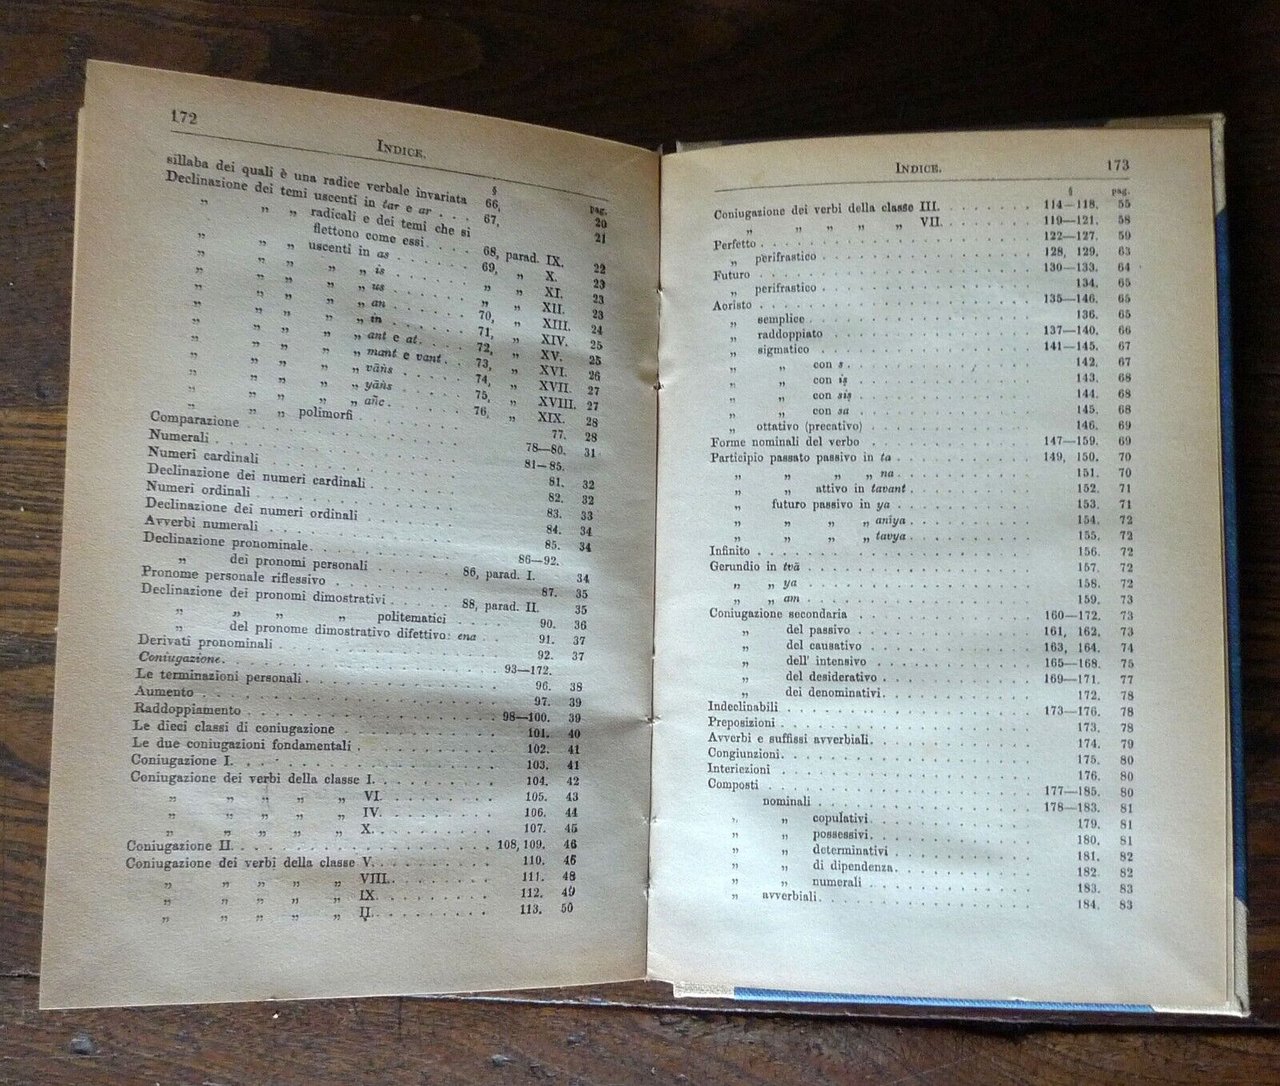 172
INDICE.
§ pag.
sillaba dei quali è una radice verbale invariata 66, 20
Declinazione dei temi uscenti in tar e ar . . . 67, 21
„ „ „ radicali e dei temi che si
flettono come essi. . . . 68, parad. IX. 22
„ „ „ uscenti in as . . . . . 69, „ X. 23
„ „ „ „ „ is . . . . . „ „ XI. 23
„ „ „ „ „ us . . . . . „ „ XII. 23
„ „ „ „ „ an . . . . . 70, „ XIII. 24
„ „ „ „ „ in . . . . . 71, „ XIV. 25
„ „ „ „ „ ant e at . . . 72, „ XV. 25
„ „ „ „ „ mant e vant . . 73, „ XVI. 26
„ „ „ „ „ vāṅs . . . . . 74, „ XVII. 27
„ „ „ „ „ yāṅs . . . . . 75, „ XVIII. 27
„ „ „ „ „ añc . . . . . 76, „ XIX. 28
„ „ „ polimorfi . . . . . . . 77. 28
Comparazione . . . . . . . . . . 78—80. 31
Numerali . . . . . . . . . . 81—85.
Numeri cardinali . . . . . . . . . . 81. 32
Declinazione dei numeri cardinali . . . . . . 82. 32
Numeri ordinali . . . . . . . . . . 83. 33
Declinazione dei numeri ordinali . . . . . . 84. 34
Avverbi numerali . . . . . . . . . . 85. 34
Declinazione pronominale. . . . . . . . . 86—92.
„ dei pronomi personali . . . . . 86, parad. I. 34
Pronome personale riflessivo . . . . . . . 87. 35
Declinazione dei pronomi dimostrativi . . . . . 88, parad. II. 35
„ „ „ politematici . . . . 90. 36
„ del pronome dimostrativo difettivo: ena . . 91. 37
Derivati pronominali . . . . . . . . . . 92. 37
Coniugazione. . . . . . . . . . 93—172.
Le terminazioni personali . . . . . . . . . 96. 38
Aumento . . . . . . . . . . 97. 39
Raddoppiamento . . . . . . . . . . 98—100. 39
Le dieci classi di coniugazione . . . . . . . 101. 40
Le due coniugazioni fondamentali . . . . . . 102. 41
Coniugazione I. . . . . . . . . . . 103. 41
Coniugazione dei verbi della classe I. . . . . . 104. 42
„ „ „ „ „ VI. . . . . . 105. 43
„ „ „ „ „ IV. . . . . . 106. 44
„ „ „ „ „ X. . . . . . 107. 45
Coniugazione II. . . . . . . . . . . 108, 109. 46
Coniugazione dei verbi della classe V. . . . . . 110. 46
„ „ „ „ „ VIII. . . . . . 111. 48
„ „ „ „ „ IX. . . . . . 112. 49
„ „ „ „ „ II. . . . . . 113. 50
INDICE. 173
§ pag.
Coniugazione dei verbi della classe III. . . . . . . . 114—118. 55
„ „ „ „ „ VII. . . . . . . . 119—121. 58
Perfetto . . . . . . . . . . 122—127. 59
„ perifrastico . . . . . . . . . . 128, 129. 63
Futuro . . . . . . . . . . 130—133. 64
„ perifrastico . . . . . . . . . . 134. 65
Aoristo . . . . . . . . . . 135—146. 65
„ semplice . . . . . . . . . . 136. 65
„ raddoppiato . . . . . . . . . . 137—140. 66
„ sigmatico . . . . . . . . . . 141—145. 67
„ „ con s . . . . . . . . . . 142. 67
„ „ con iṣ . . . . . . . . . . 143. 68
„ „ con siṣ . . . . . . . . . . 144. 68
„ „ con sa . . . . . . . . . . 145. 68
„ ottativo (precativo) . . . . . . . . . . 146. 69
Forme nominali del verbo . . . . . . . . . . 147—159. 69
Participio passato passivo in ta . . . . . . . . . 149, 150. 70
„ „ „ „ na . . . . . . . . . 151. 70
„ „ attivo in tavant . . . . . . . . 152. 71
„ futuro passivo in ya . . . . . . . . . 153. 71
„ „ „ „ anīya . . . . . . . . 154. 72
„ „ „ „ tavya . . . . . . . . 155. 72
Infinito . . . . . . . . . . 156. 72
Gerundio in tvā . . . . . . . . . . 157. 72
„ „ ya . . . . . . . . . . 158. 72
„ „ am . . . . . . . . . . 159. 73
Coniugazione secondaria . . . . . . . . . . 160—172. 73
„ del passivo . . . . . . . . . . 161, 162. 73
„ del causativo . . . . . . . . . . 163, 164. 74
„ dell' intensivo . . . . . . . . . . 165—168. 75
„ del desiderativo . . . . . . . . . . 169—171. 77
„ dei denominativi. . . . . . . . . . 172. 78
Indeclinabili . . . . . . . . . . 173—176. 78
Preposizioni . . . . . . . . . . 173. 78
Avverbi e suffissi avverbiali. . . . . . . . . . 174. 79
Congiunzioni. . . . . . . . . . 175. 80
Interiezioni . . . . . . . . . . 176. 80
Composti . . . . . . . . . . 177—185. 80
„ nominali . . . . . . . . . . 178—183. 81
„ „ copulativi. . . . . . . . . . 179. 81
„ „ possessivi. . . . . . . . . . 180. 81
„ „ determinativi . . . . . . . . . 181. 82
„ „ di dipendenza. . . . . . . . . 182. 82
„ „ numerali . . . . . . . . . . 183. 83
„ avverbiali. . . . . . . . . . 184. 83